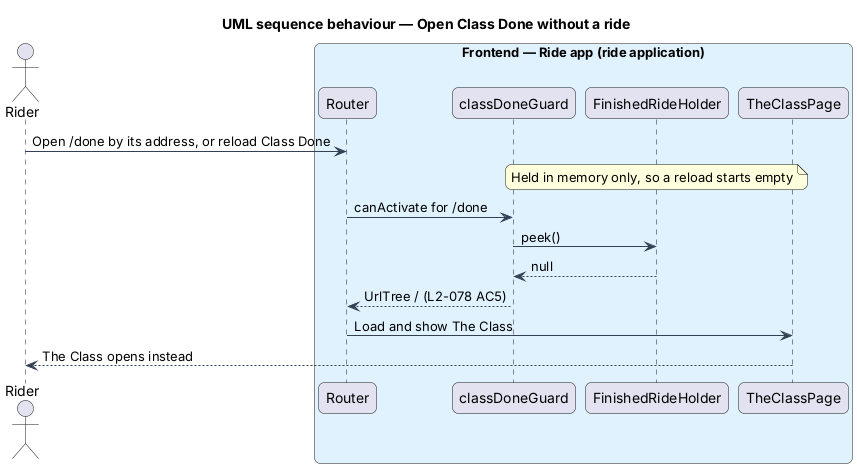 UML sequence behaviour — Open Class Done without a ride
Frontend — Ride app (ride application)
Rider
Router
classDoneGuard
FinishedRideHolder
TheClassPage
Open /done by its address, or reload Class Done
Held in memory only, so a reload starts empty
canActivate for /done
peek()
null
UrlTree / (L2-078 AC5)
Load and show The Class
The Class opens instead
Rider
Router
classDoneGuard
FinishedRideHolder
TheClassPage